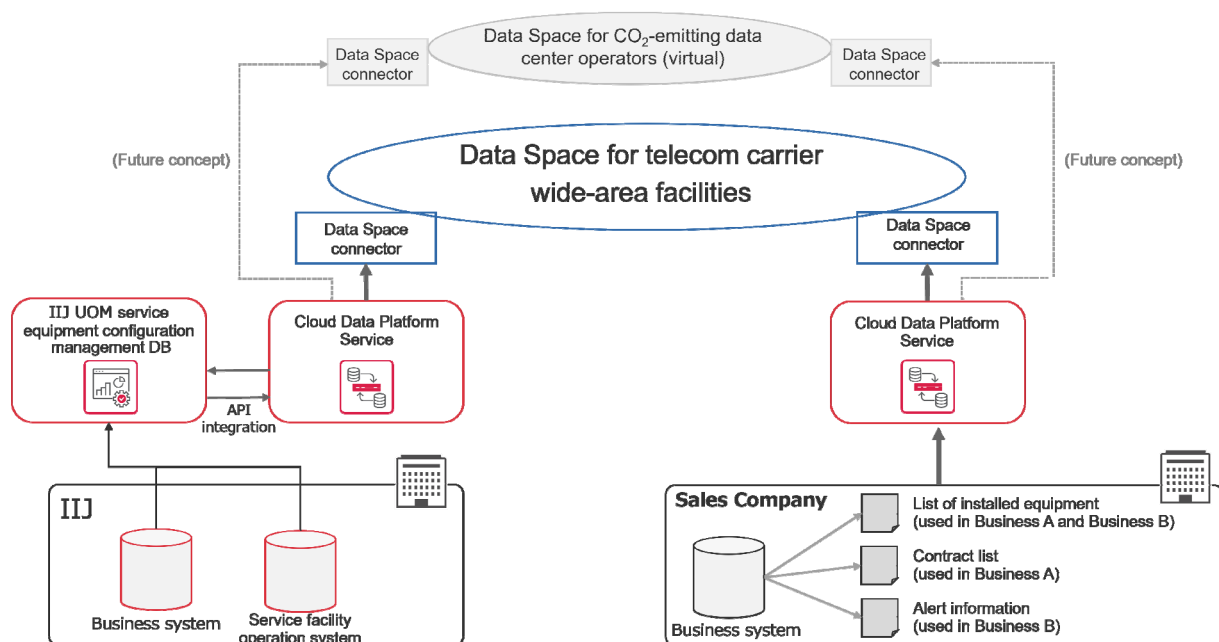 Data Space for CO₂-emitting data
center operators (virtual)
Data Space
connector
Data Space
connector
(Future concept)
(Future concept)
Data Space for telecom carrier
wide-area facilities
Data Space
connector
Data Space
connector
IIJ UOM service
equipment configuration
management DB
Cloud Data Platform
Service
Cloud Data Platform
Service
API
integration
IIJ
Business system
Service facility
operation system
Sales Company
Business system
List of installed equipment
(used in Business A and Business B)
Contract list
(used in Business A)
Alert information
(used in Business B)